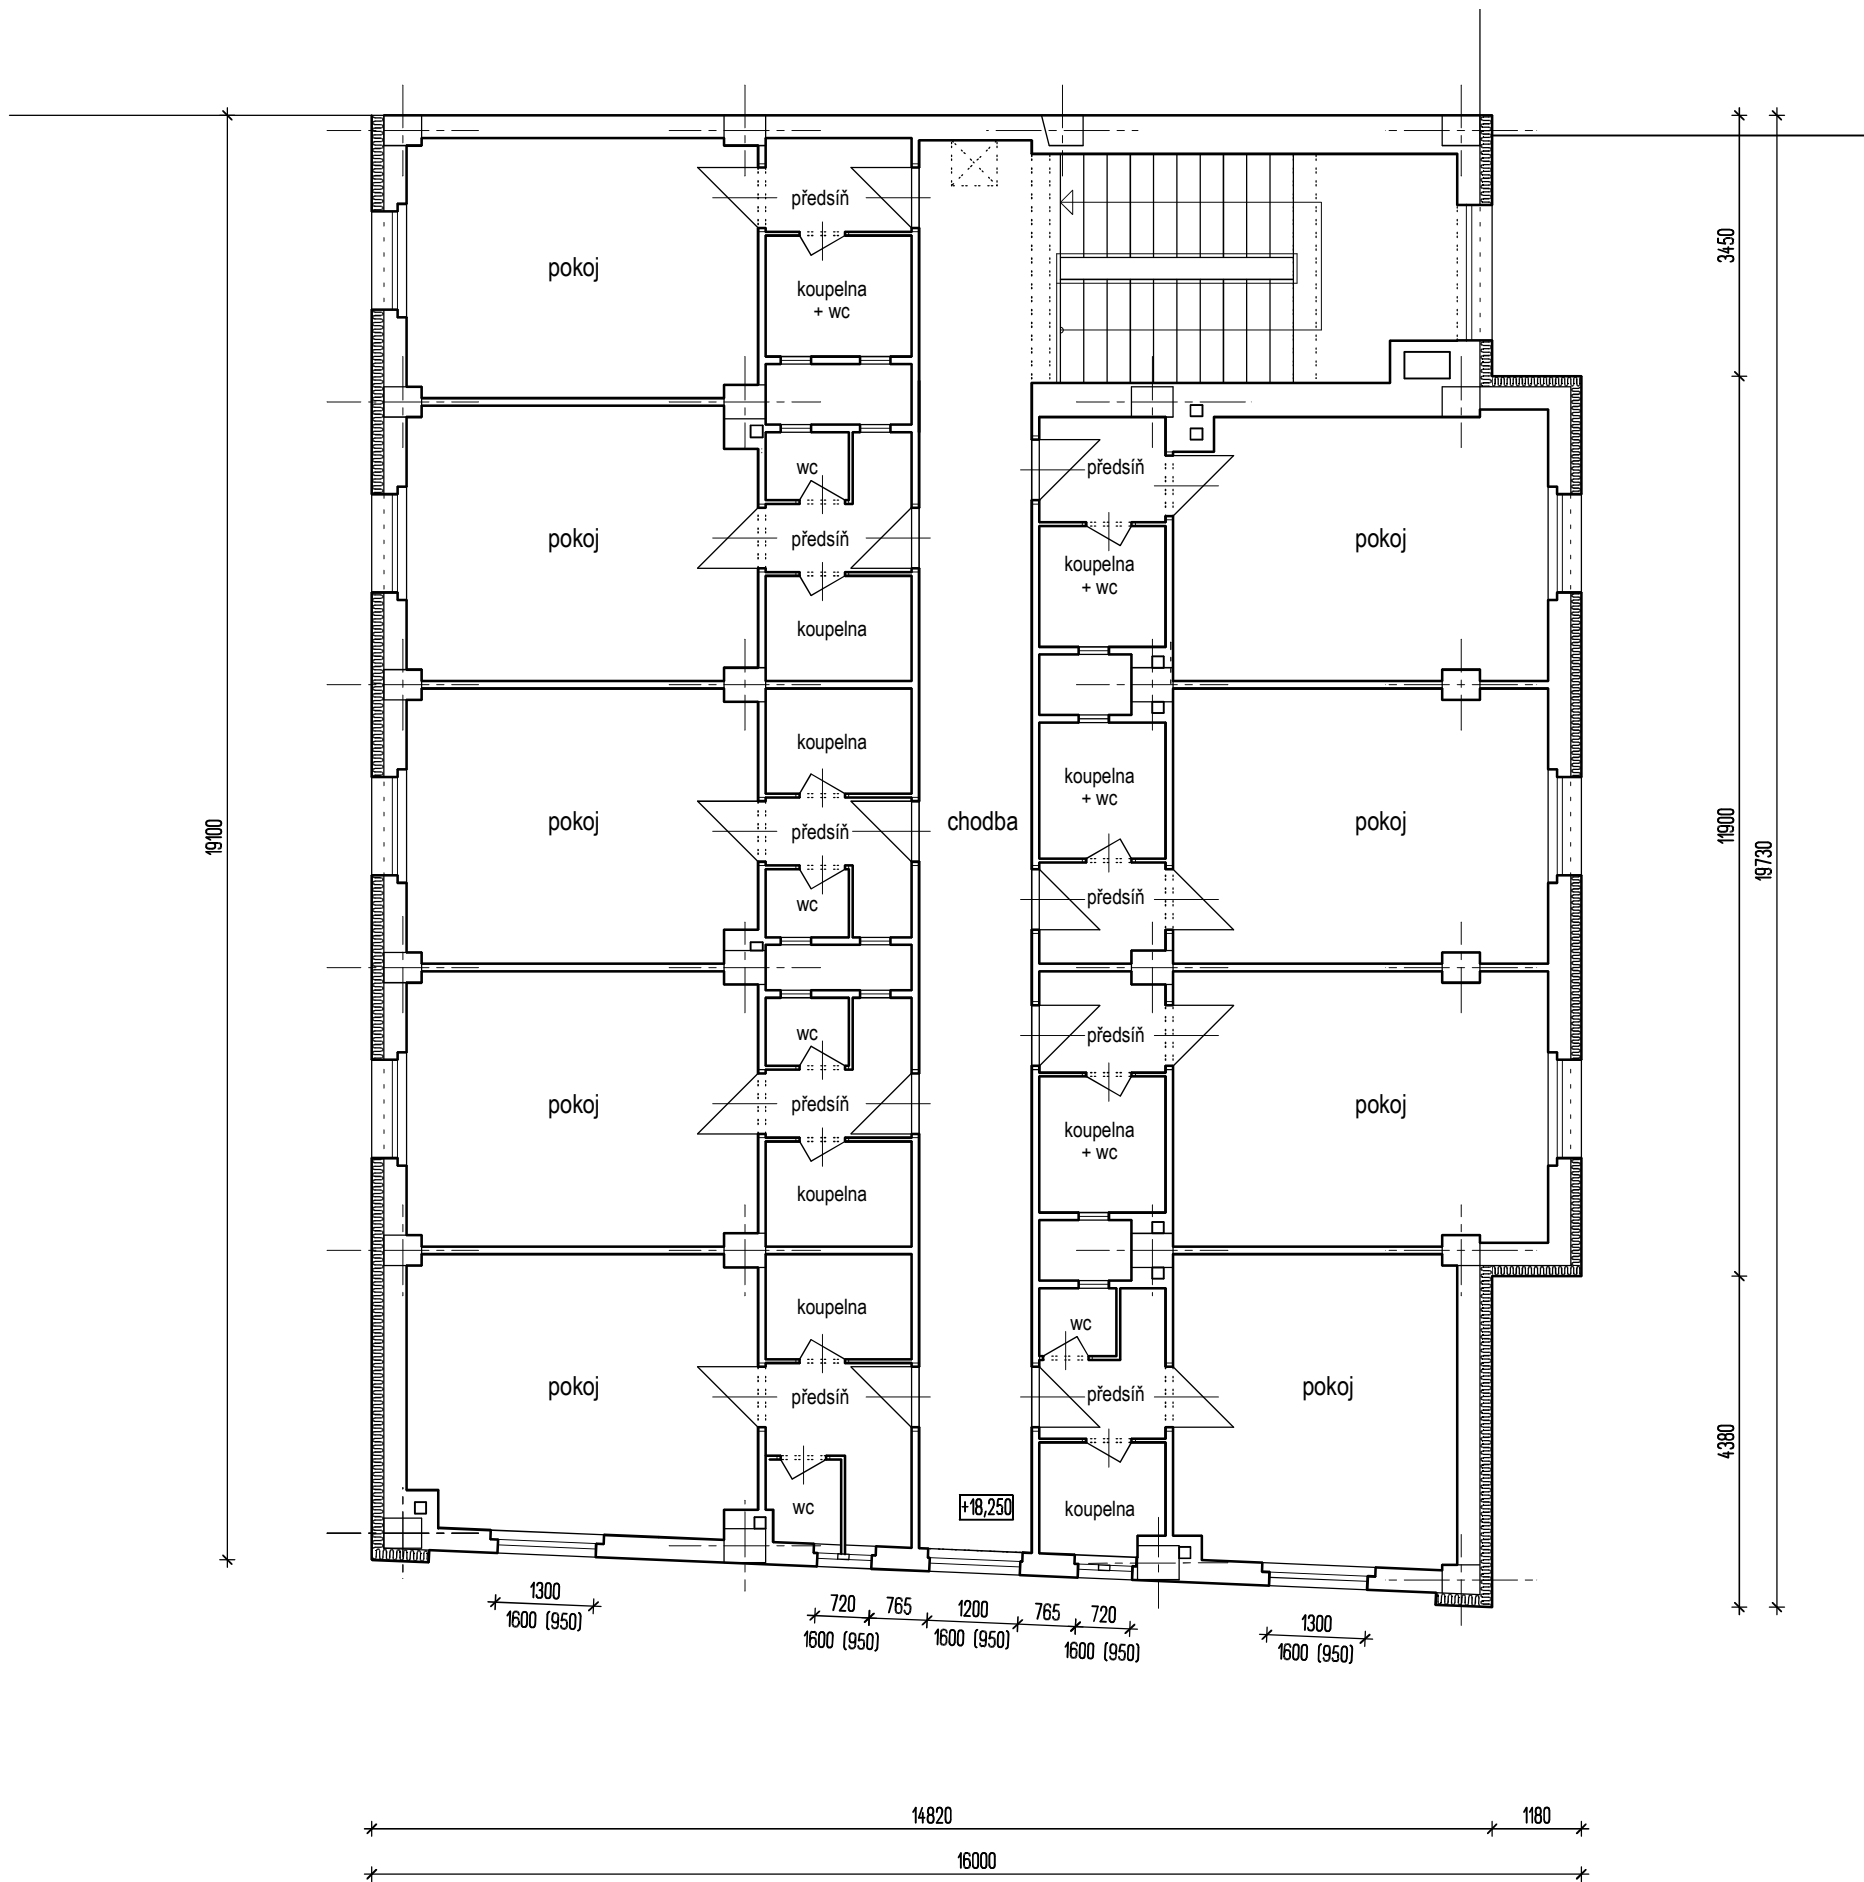 předsíň
3450
pokoj
koupelna
+ wc
wc
předsíň
pokoj
předsíň
pokoj
koupelna
+ wc
koupelna
koupelna
koupelna
+ wc
pokoj
předsíň
chodba
pokoj
19100
11900
19730
wc
předsíň
wc
předsíň
pokoj
předsíň
pokoj
koupelna
+ wc
koupelna
koupelna
wc
pokoj
předsíň
předsíň
pokoj
4380
wc
+18,250
koupelna
1300
1600 (950)
720
765
1200
765
720
1300
1600 (950)
1600 (950)
1600 (950)
1600 (950)
14820
1180
16000